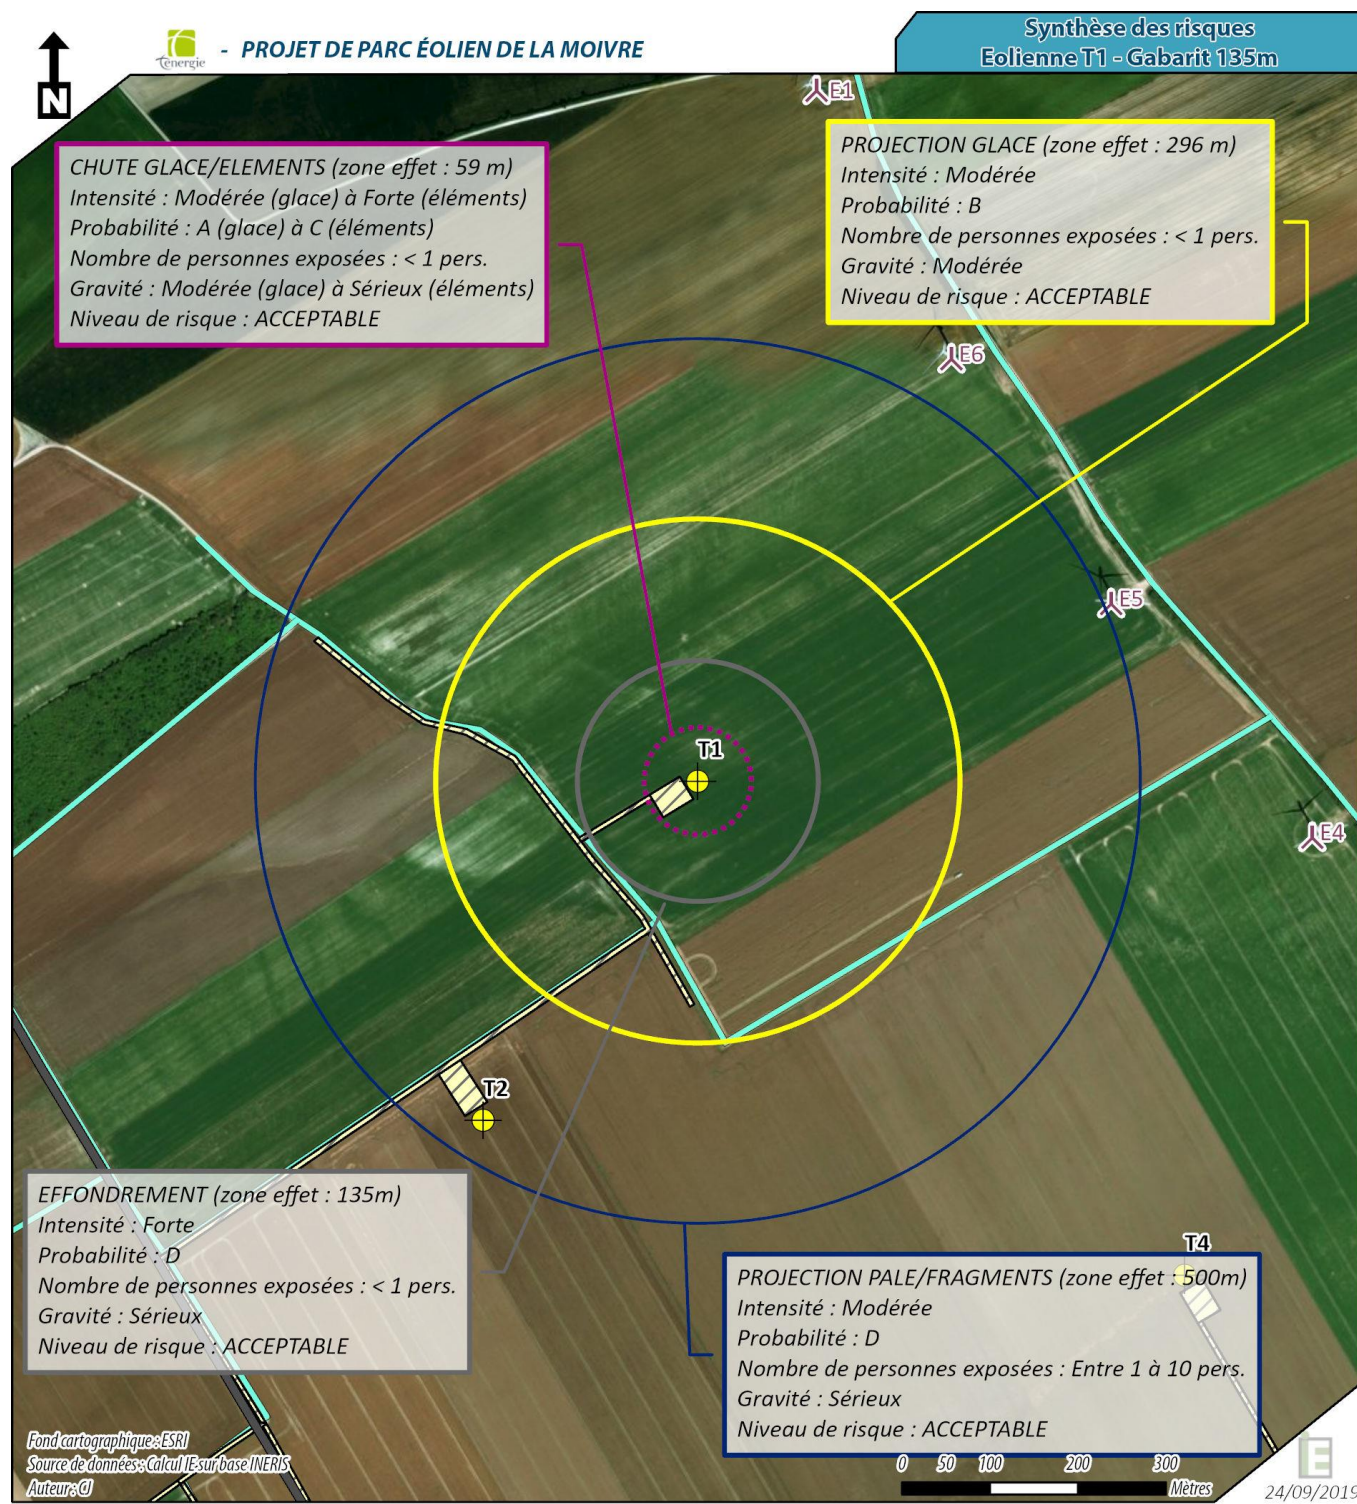 N
ténergie
- PROJET DE PARC ÉOLIEN DE LA MOIVRE
Synthèse des risques
Eolienne T1 - Gabarit 135m
E1
CHUTE GLACE/ELEMENTS (zone effet : 59 m)
Intensité : Modérée (glace) à Forte (éléments)
Probabilité : A (glace) à C (éléments)
Nombre de personnes exposées : < 1 pers.
Gravité : Modérée (glace) à Sérieux (éléments)
Niveau de risque : ACCEPTABLE
PROJECTION GLACE (zone effet : 296 m)
Intensité : Modérée
Probabilité : B
Nombre de personnes exposées : < 1 pers.
Gravité : Modérée
Niveau de risque : ACCEPTABLE
E6
E5
T1
E4
T2
EFFONDREMENT (zone effet : 135m)
Intensité : Forte
Probabilité : D
Nombre de personnes exposées : < 1 pers.
Gravité : Sérieux
Niveau de risque : ACCEPTABLE
T4
PROJECTION PALE/FRAGMENTS (zone effet : 500m)
Intensité : Modérée
Probabilité : D
Nombre de personnes exposées : Entre 1 à 10 pers.
Gravité : Sérieux
Niveau de risque : ACCEPTABLE
Fond cartographique : ESRI
Source de données : Calcul IE sur base INERIS
Auteur : CJ
0 50 100 200 300
Mètres
E
24/09/2019